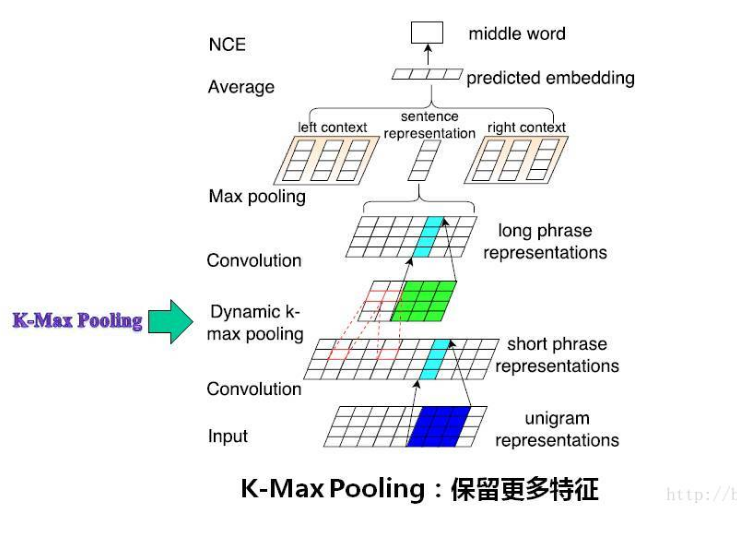 NCE
middle word
Average
predicted embedding
left context
sentence
representation
right context
Max pooling
long phrase
representations
Convolution
K-Max Pooling
Dynamic k-
max pooling
short phrase
representations
Convolution
Input
unigram
representations
K-Max Pooling：保留更多特征
http://b